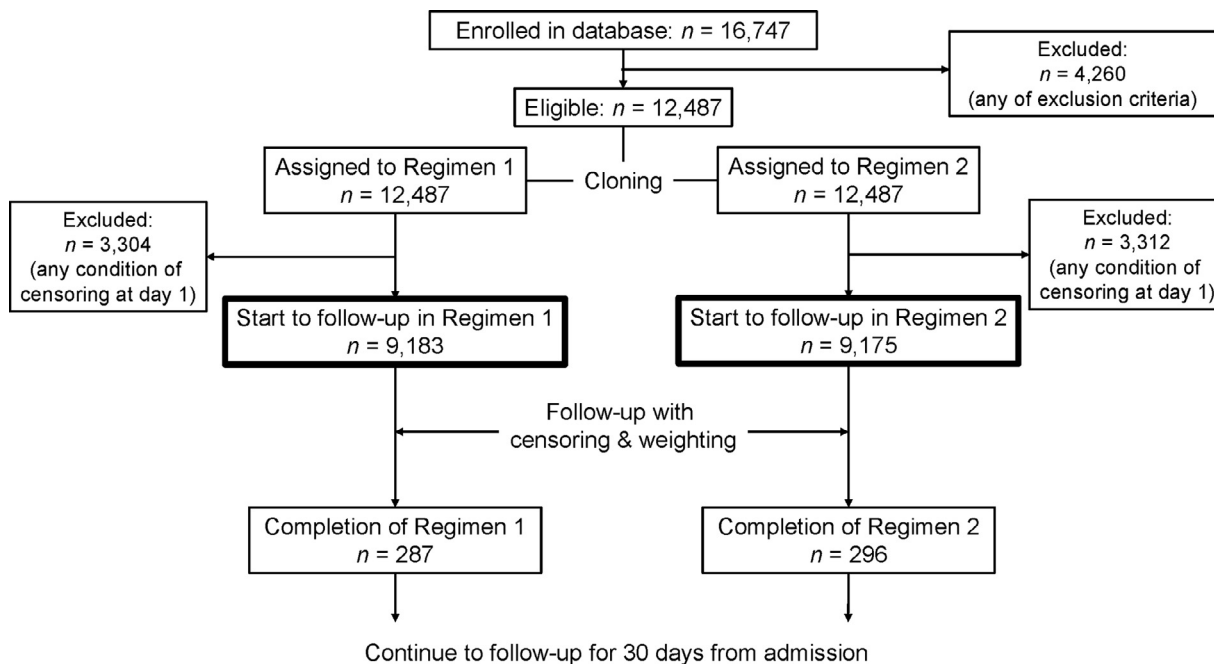 Enrolled in database: n = 16,747
Excluded:
n = 4,260
(any of exclusion criteria)
Eligible: n = 12,487
Assigned to Regimen 1
n = 12,487
Cloning
Assigned to Regimen 2
n = 12,487
Excluded:
n = 3,304
(any condition of
censoring at day 1)
Excluded:
n = 3,312
(any condition of
censoring at day 1)
Start to follow-up in Regimen 1
n = 9,183
Start to follow-up in Regimen 2
n = 9,175
Follow-up with
censoring & weighting
Completion of Regimen 1
n = 287
Completion of Regimen 2
n = 296
Continue to follow-up for 30 days from admission